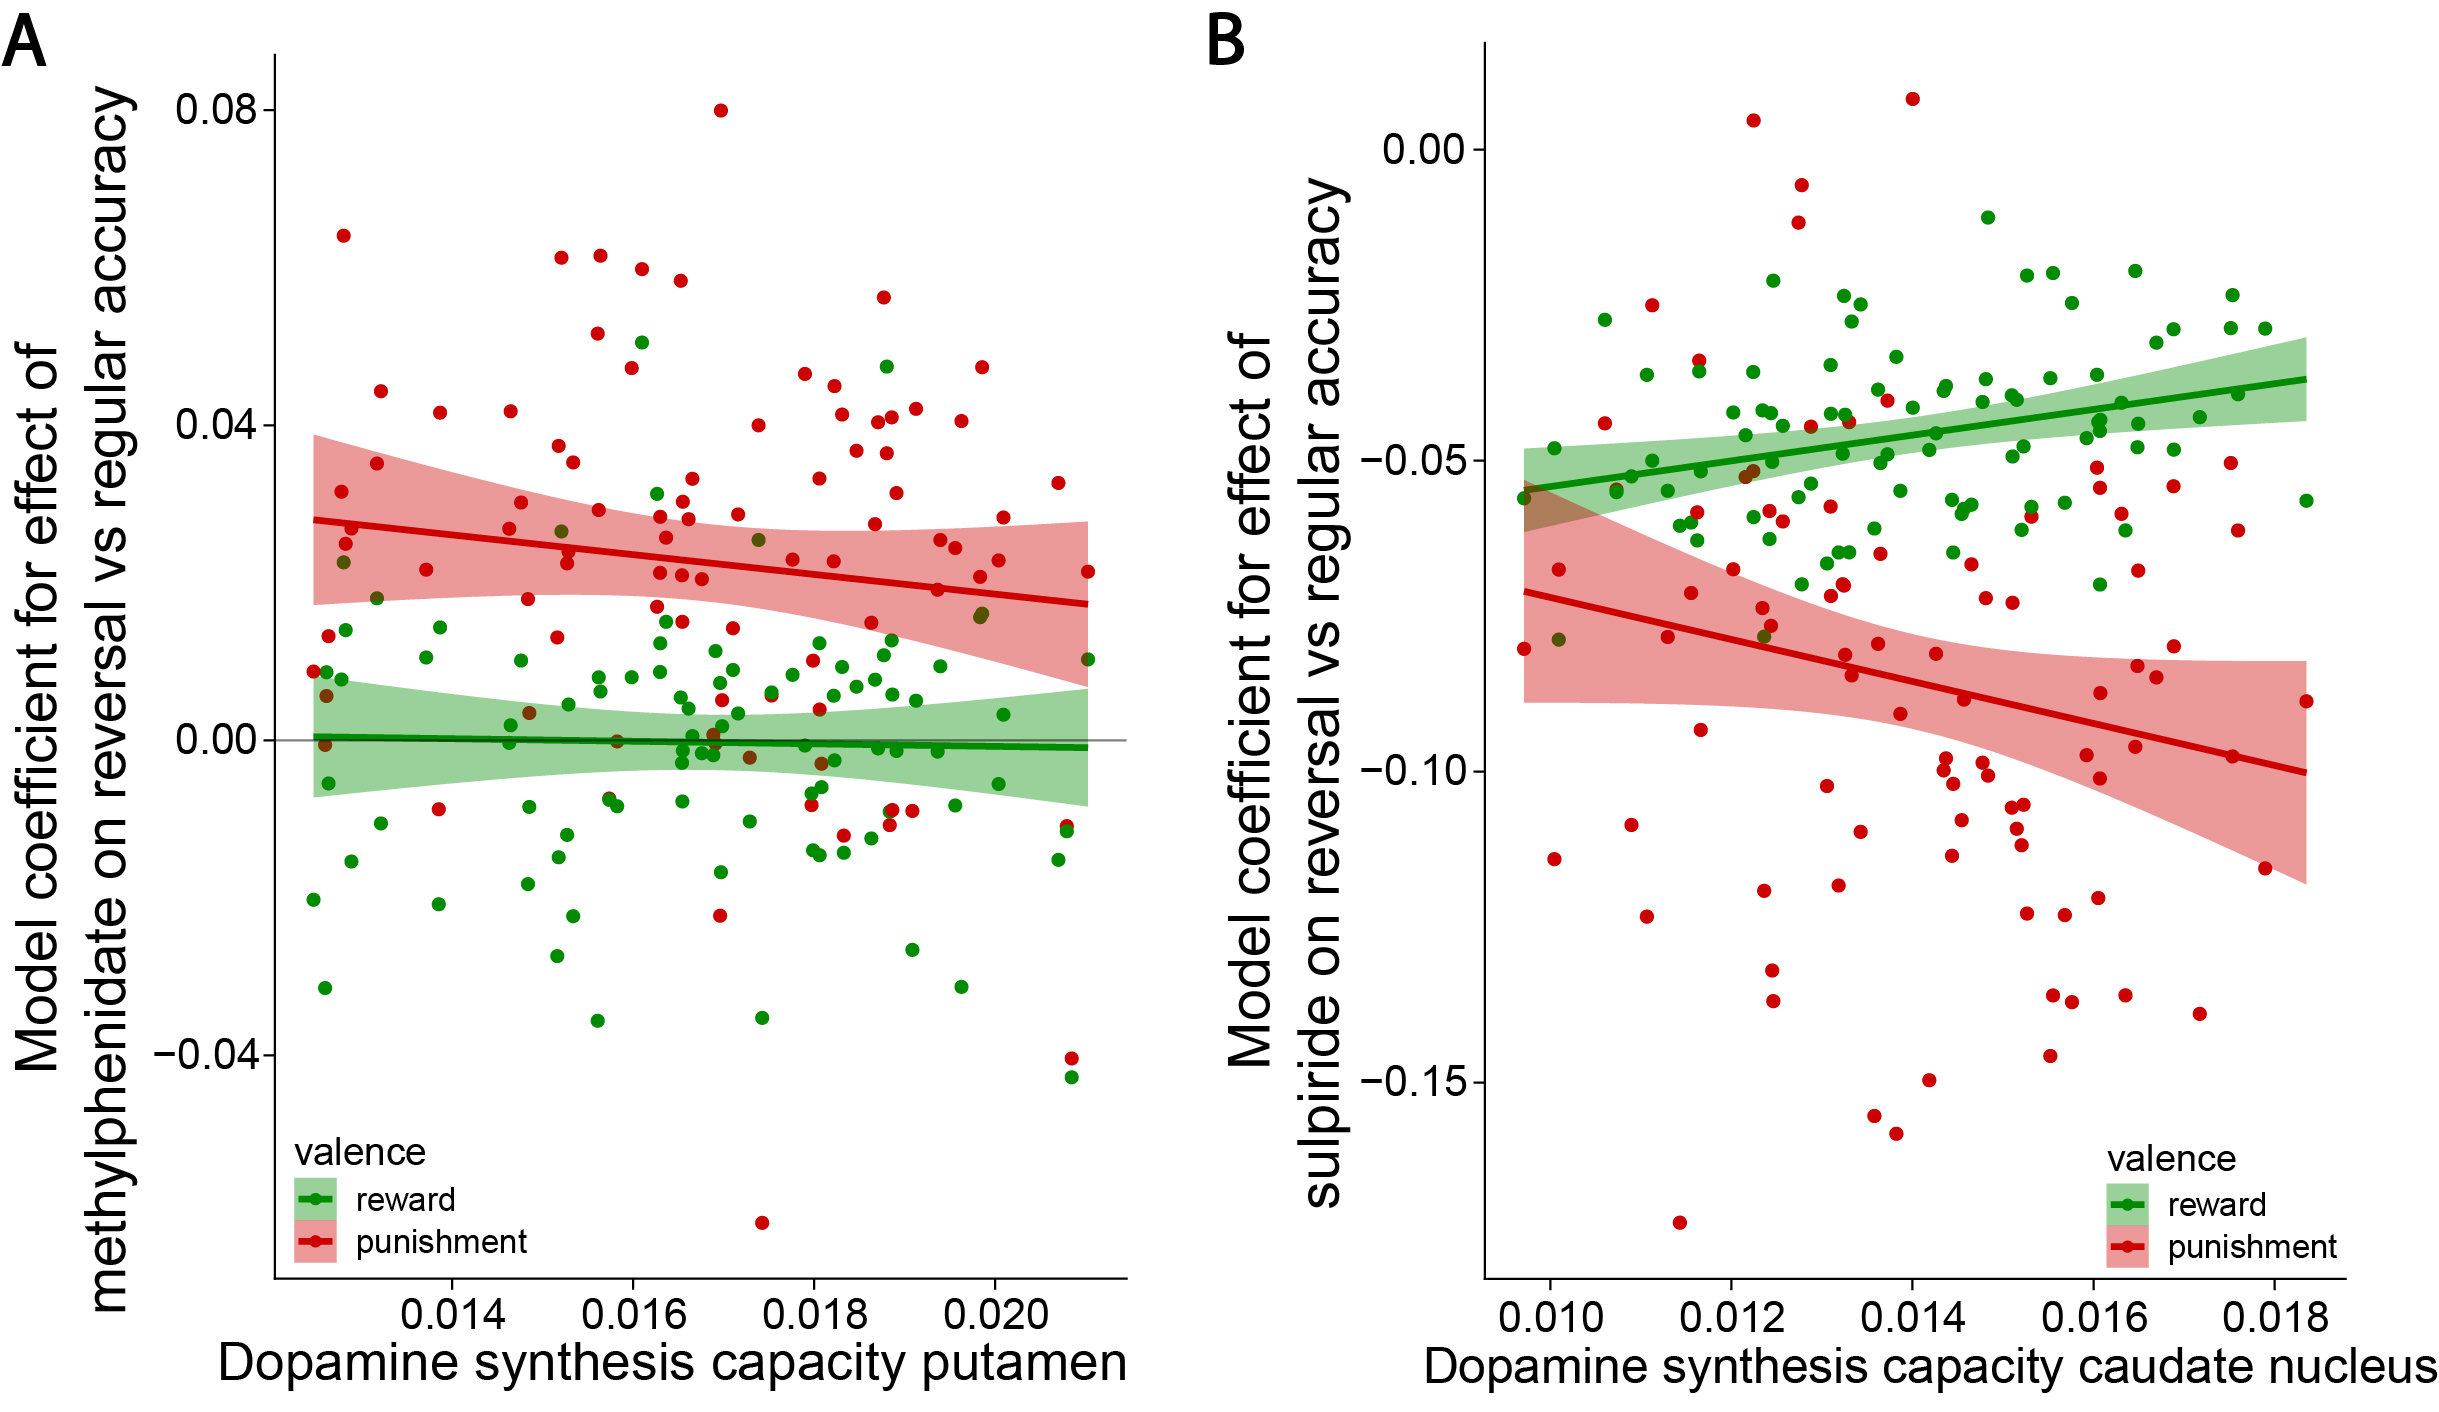 A
Model coefficient for effect of
methylphenidate on reversal vs regular accuracy
0.08
0.04
0.00
−0.04
valence
reward
punishment
0.014 0.016 0.018 0.020
Dopamine synthesis capacity putamen
B
Model coefficient for effect of
sulpiride on reversal vs regular accuracy
0.00
−0.05
−0.10
−0.15
valence
reward
punishment
0.010 0.012 0.014 0.016 0.018
Dopamine synthesis capacity caudate nucleus